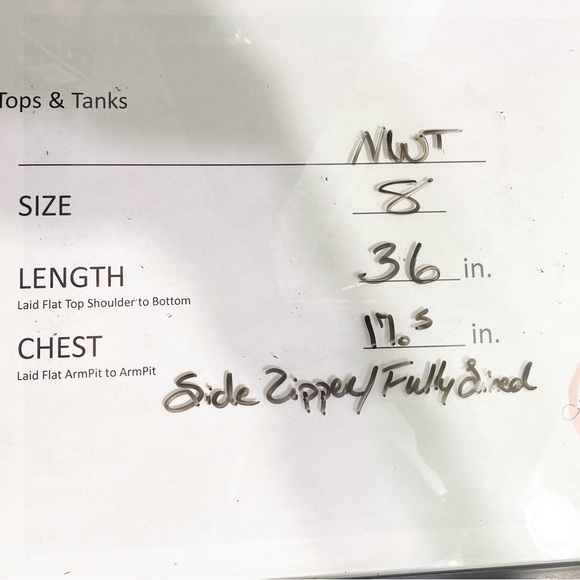 Tops & Tanks
NWT
SIZE 8
LENGTH 36 in.
Laid Flat Top Shoulder to Bottom
CHEST 17.5 in.
Laid Flat ArmPit to ArmPit
Side Zipper/Fully Lined